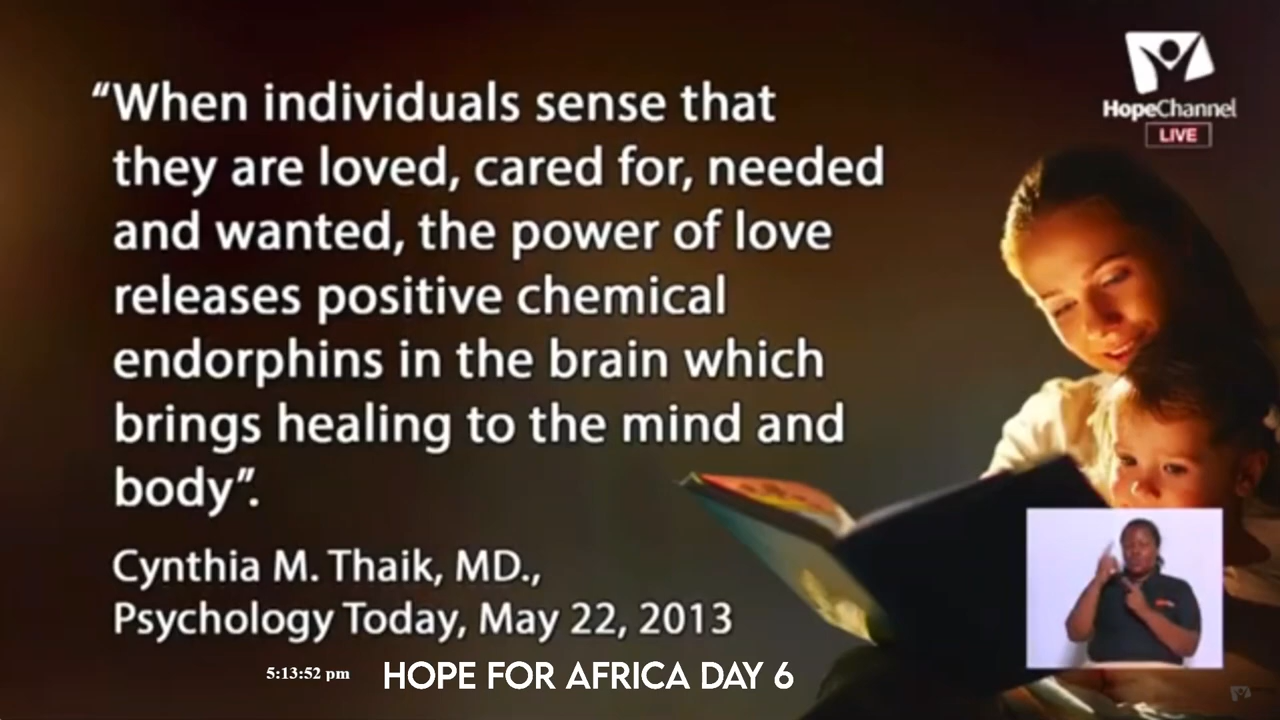 “When individuals sense that
they are loved, cared for, needed
and wanted, the power of love
releases positive chemical
endorphins in the brain which
brings healing to the mind and
body”.
Cynthia M. Thaik, MD.,
Psychology Today, May 22, 2013
HopeChannel
LIVE
5:13:52 pm HOPE FOR AFRICA DAY 6